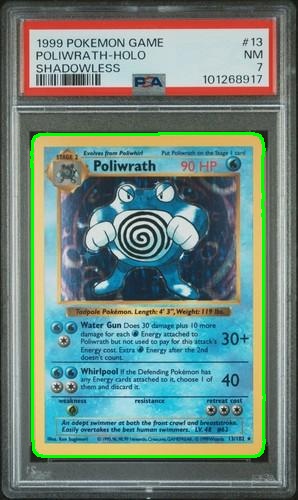 1999 POKEMON GAME #13
POLIWRATH-HOLO NM
SHADOWLESS 7
PSA 101268917
STAGE 2 Evolves from Poliwhirl Put Poliwrath on the Stage 1 card
Poliwrath 90 HP
Tadpole Pokémon. Length: 4' 3", Weight: 119 lbs.
Water Gun Does 30 damage plus 10
more damage for each Energy attached to
Poliwrath but not used to pay for this attack's
Energy cost. Extra Energy after the 2nd
doesn't count.
30+
Whirlpool If the Defending Pokémon has
any Energy cards attached to it, choose 1 of
them and discard it.
40
weakness resistance retreat cost
An adept swimmer at both front crawl and breaststroke.
Easily overtakes the best human swimmers. LV. 48 #62
Illus. Ken Sugimori 13/102